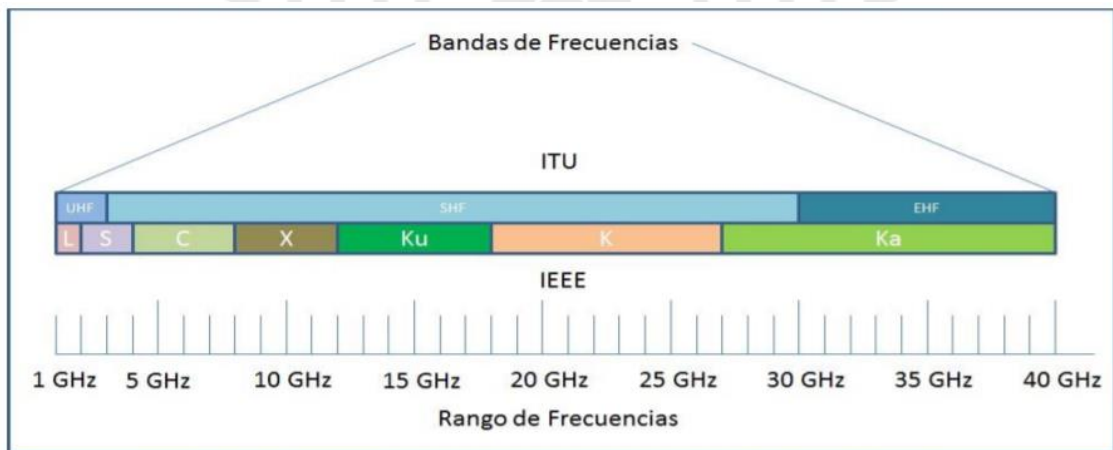 Bandas de Frecuencias
ITU
UHF SHF EHF
L S C X Ku K Ka
IEEE
1 GHz 5 GHz 10 GHz 15 GHz 20 GHz 25 GHz 30 GHz 35 GHz 40 GHz
Rango de Frecuencias